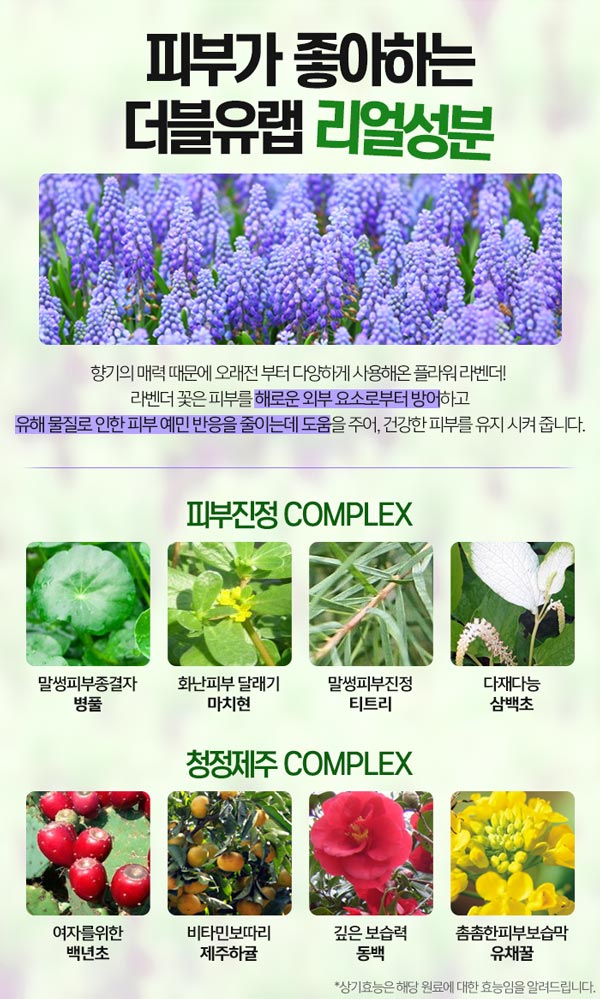 피부가 좋아하는
더블유랩 리얼성분
향기의 매력 때문에 오래전 부터 다양하게 사용해온 플라워 라벤더!
라벤더 꽃은 피부를 해로운 외부 요소로부터 방어하고
유해 물질로 인한 피부 예민 반응을 줄이는데 도움을 주어, 건강한 피부를 유지 시켜 줍니다.
피부진정 COMPLEX
말썽피부종결자
병풀
화난피부 달래기
마치현
말썽피부진정
티트리
다재다능
삼백초
청정제주 COMPLEX
여자를위한
백년초
비타민보따리
제주하귤
깊은 보습력
동백
촘촘한피부보습막
유채꿀
*상기효능은 해당 원료에 대한 효능임을 알려드립니다.